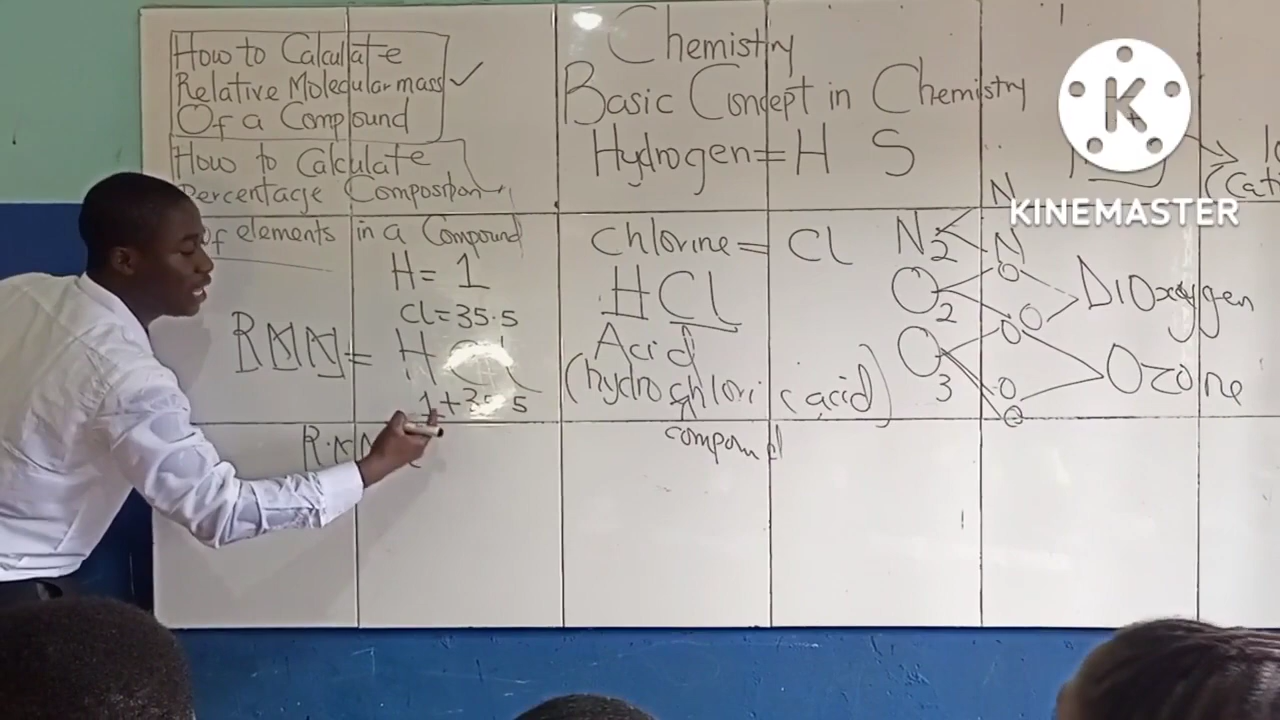 How to Calculate
Relative Molecular mass
Of a Compound
How to Calculate
Percentage Composition
of elements in a Compound
H = 1
Cl = 35.5
RMM = H Cl
1 + 35.5
Chemistry
Basic Concept in Chemistry
Hydrogen = H S
Chlorine = Cl
HCl
Acid
(hydrochloric acid)
compound
N2 N
N
O2 O
O
Dioxygen
O3 O
O
O
Ozone
K
KINEMASTER